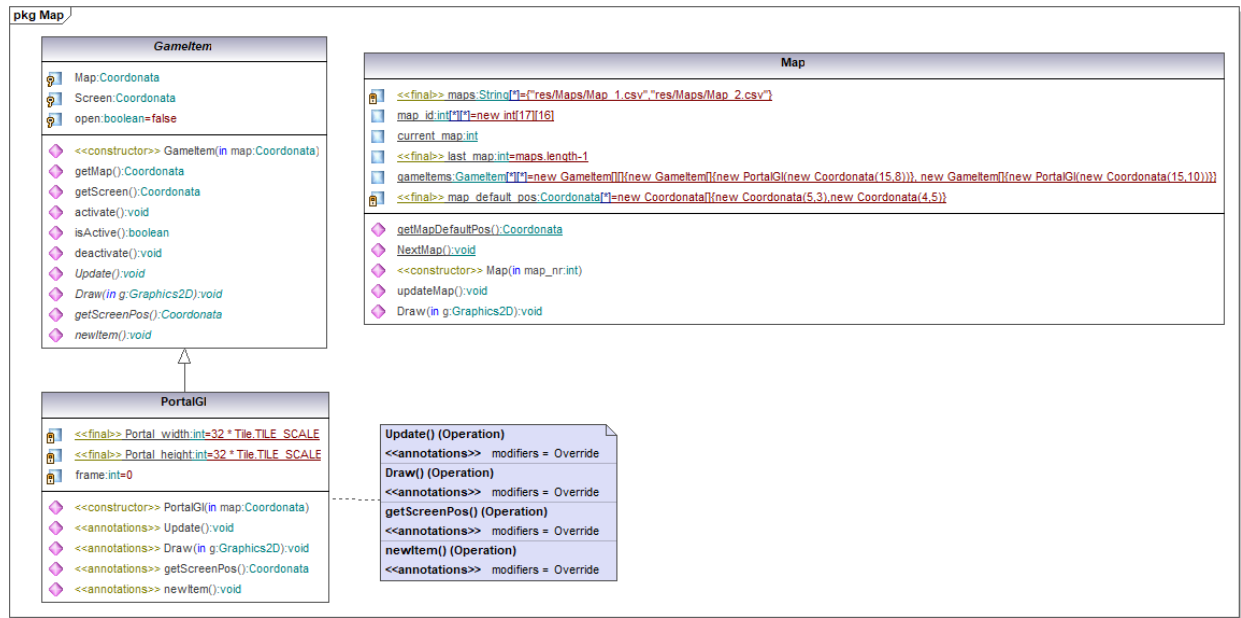 pkg Map
GameItem
Map:Coordonata
Screen:Coordonata
open:boolean=false
<<constructor>> GameItem(in map:Coordonata)
getMap():Coordonata
getScreen():Coordonata
activate():void
isActive():boolean
deactivate():void
Update():void
Draw(in g:Graphics2D):void
getScreenPos():Coordonata
newItem():void
Map
<<final>> maps:String[*]={"res/Maps/Map_1.csv","res/Maps/Map_2.csv"}
map_id:int[*][*]=new int[17][16]
current_map:int
<<final>> last_map:int=maps.length-1
gameItems:GameItem[*][*]=new GameItem[][]{new GameItem[]{new PortalGI(new Coordonata(15,8))}, new GameItem[]{new PortalGI(new Coordonata(15,10))}}
<<final>> map_default_pos:Coordonata[*]=new Coordonata[]{new Coordonata(5,3),new Coordonata(4,5)}
getMapDefaultPos():Coordonata
NextMap():void
<<constructor>> Map(in map_nr:int)
updateMap():void
Draw(in g:Graphics2D):void
PortalGI
<<final>> Portal_width:int=32 * Tile.TILE_SCALE
<<final>> Portal_height:int=32 * Tile.TILE_SCALE
frame:int=0
<<constructor>> PortalGI(in map:Coordonata)
<<annotations>> Update():void
<<annotations>> Draw(in g:Graphics2D):void
<<annotations>> getScreenPos():Coordonata
<<annotations>> newItem():void
Update() (Operation)
<<annotations>> modifiers = Override
Draw() (Operation)
<<annotations>> modifiers = Override
getScreenPos() (Operation)
<<annotations>> modifiers = Override
newItem() (Operation)
<<annotations>> modifiers = Override